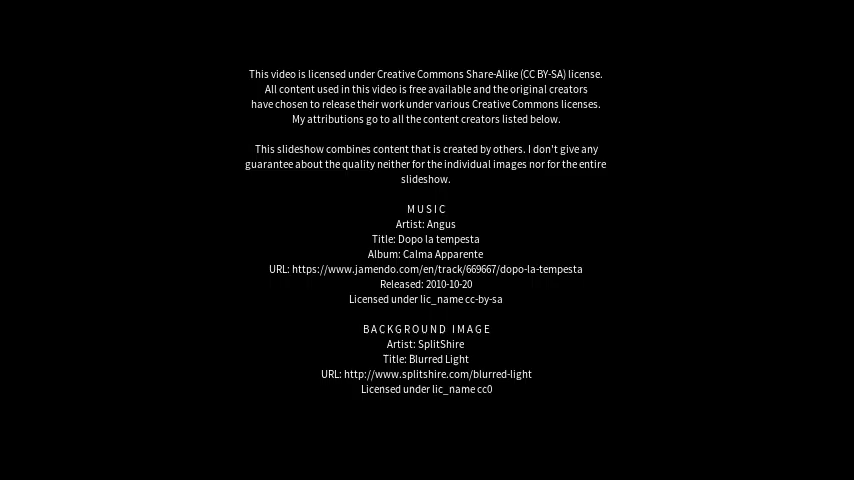 This video is licensed under Creative Commons Share-Alike (CC BY-SA) license.
All content used in this video is free available and the original creators
have chosen to release their work under various Creative Commons licenses.
My attributions go to all the content creators listed below.
This slideshow combines content that is created by others. I don't give any
guarantee about the quality neither for the individual images nor for the entire
slideshow.
MUSIC
Artist: Angus
Title: Dopo la tempesta
Album: Calma Apparente
URL: https://www.jamendo.com/en/track/669667/dopo-la-tempesta
Released: 2010-10-20
Licensed under lic_name cc-by-sa
BACKGROUND IMAGE
Artist: SplitShire
Title: Blurred Light
URL: http://www.splitshire.com/blurred-light
Licensed under lic_name cc0